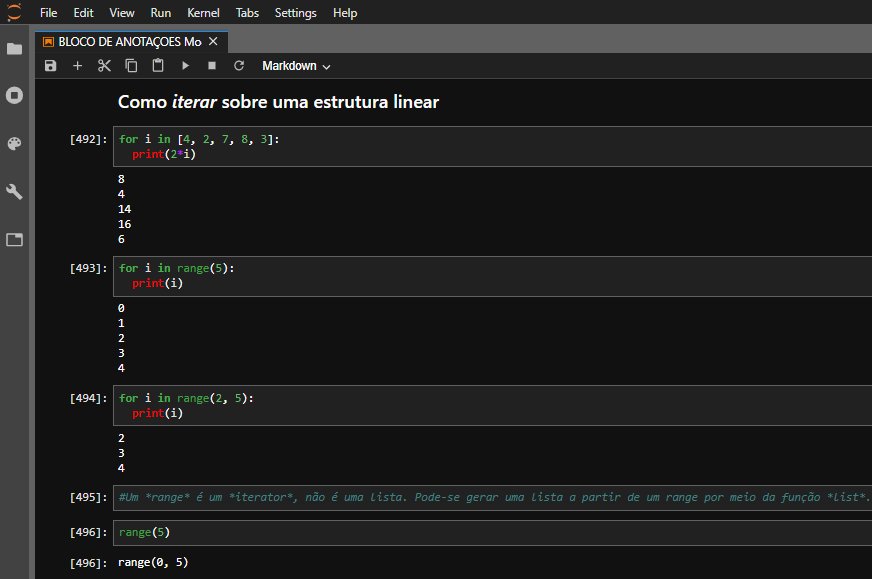 File Edit View Run Kernel Tabs Settings Help
BLOCO DE ANOTAÇOES Mo
Markdown
Como iterar sobre uma estrutura linear
[492]: for i in [4, 2, 7, 8, 3]:
print(2*i)
8
4
14
16
6
[493]: for i in range(5):
print(i)
0
1
2
3
4
[494]: for i in range(2, 5):
print(i)
2
3
4
[495]: #Um *range* é um *iterator*, não é uma lista. Pode-se gerar uma lista a partir de um range por meio da função *list*.
[496]: range(5)
[496]: range(0, 5)